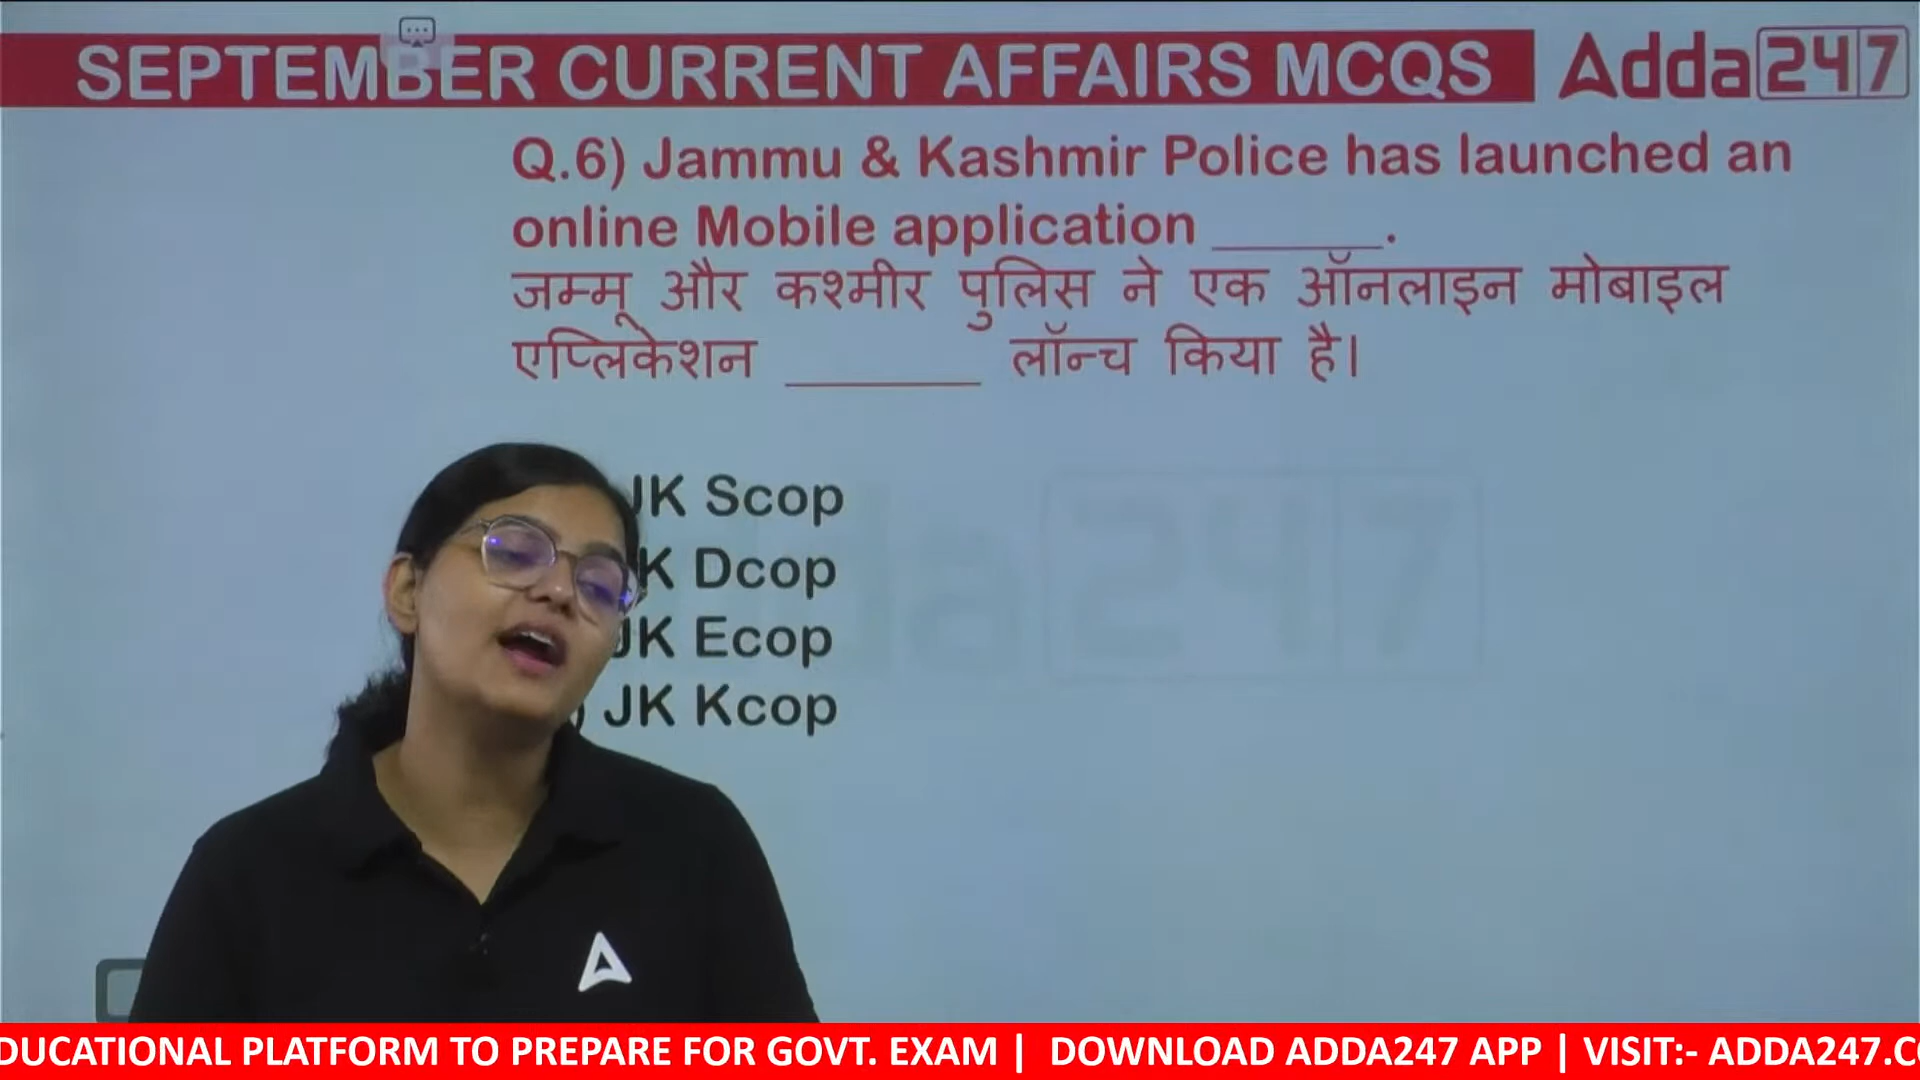 SEPTEMBER CURRENT AFFAIRS MCQS
Adda247
Q.6) Jammu & Kashmir Police has launched an
online Mobile application ______.
जम्मू और कश्मीर पुलिस ने एक ऑनलाइन मोबाइल
एप्लिकेशन _______ लॉन्च किया है।
JK Scop
JK Dcop
JK Ecop
) JK Kcop
DUCATIONAL PLATFORM TO PREPARE FOR GOVT. EXAM | DOWNLOAD ADDA247 APP | VISIT:- ADDA247.C